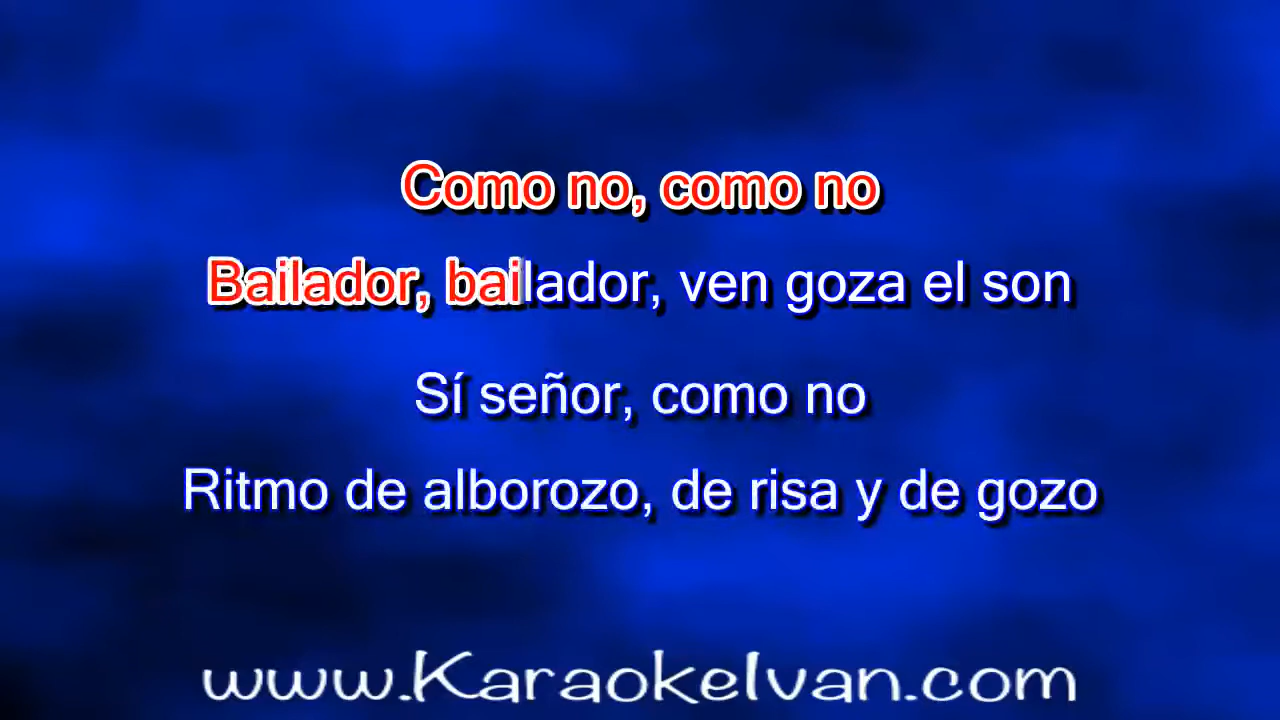 Como no, como no
Bailador, bailador, ven goza el son
Sí señor, como no
Ritmo de alborozo, de risa y de gozo
www.KaraokeIvan.com